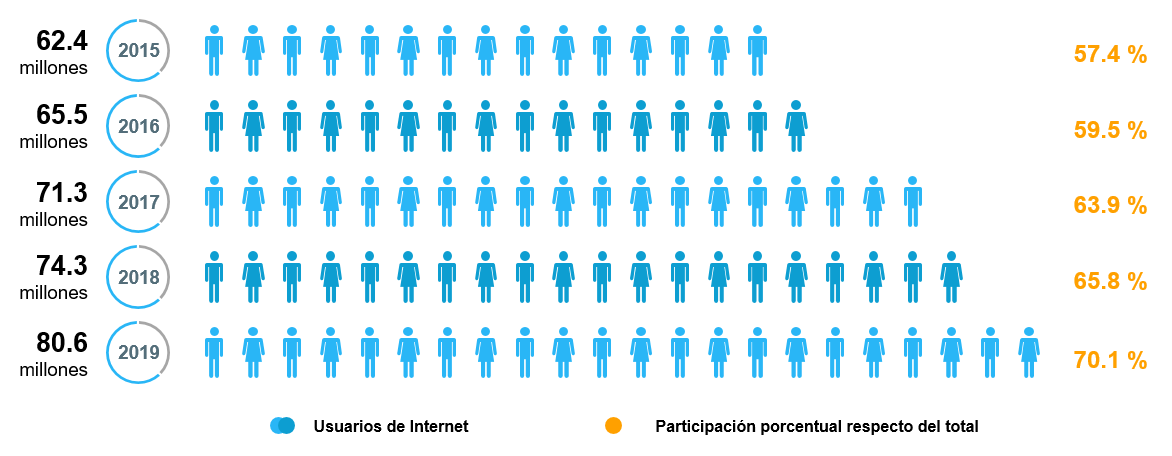 62.4
millones
2015
57.4 %
65.5
millones
2016
59.5 %
71.3
millones
2017
63.9 %
74.3
millones
2018
65.8 %
80.6
millones
2019
70.1 %
Usuarios de Internet
Participación porcentual respecto del total